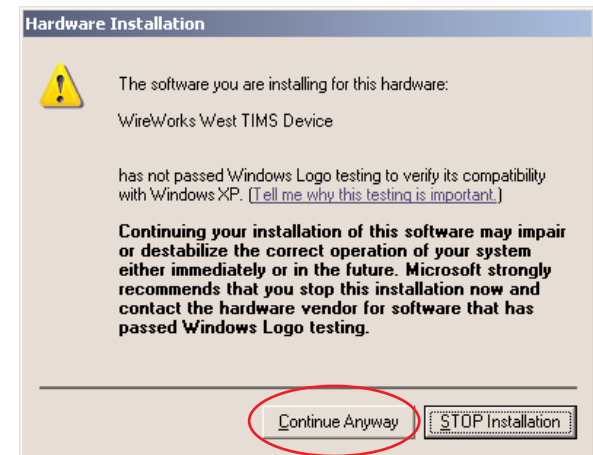 Hardware Installation
The software you are installing for this hardware:
WireWorks West TIMS Device
has not passed Windows Logo testing to verify its compatibility
with Windows XP. (Tell me why this testing is important.)
Continuing your installation of this software may impair
or destabilize the correct operation of your system
either immediately or in the future. Microsoft strongly
recommends that you stop this installation now and
contact the hardware vendor for software that has
passed Windows Logo testing.
Continue Anyway
STOP Installation